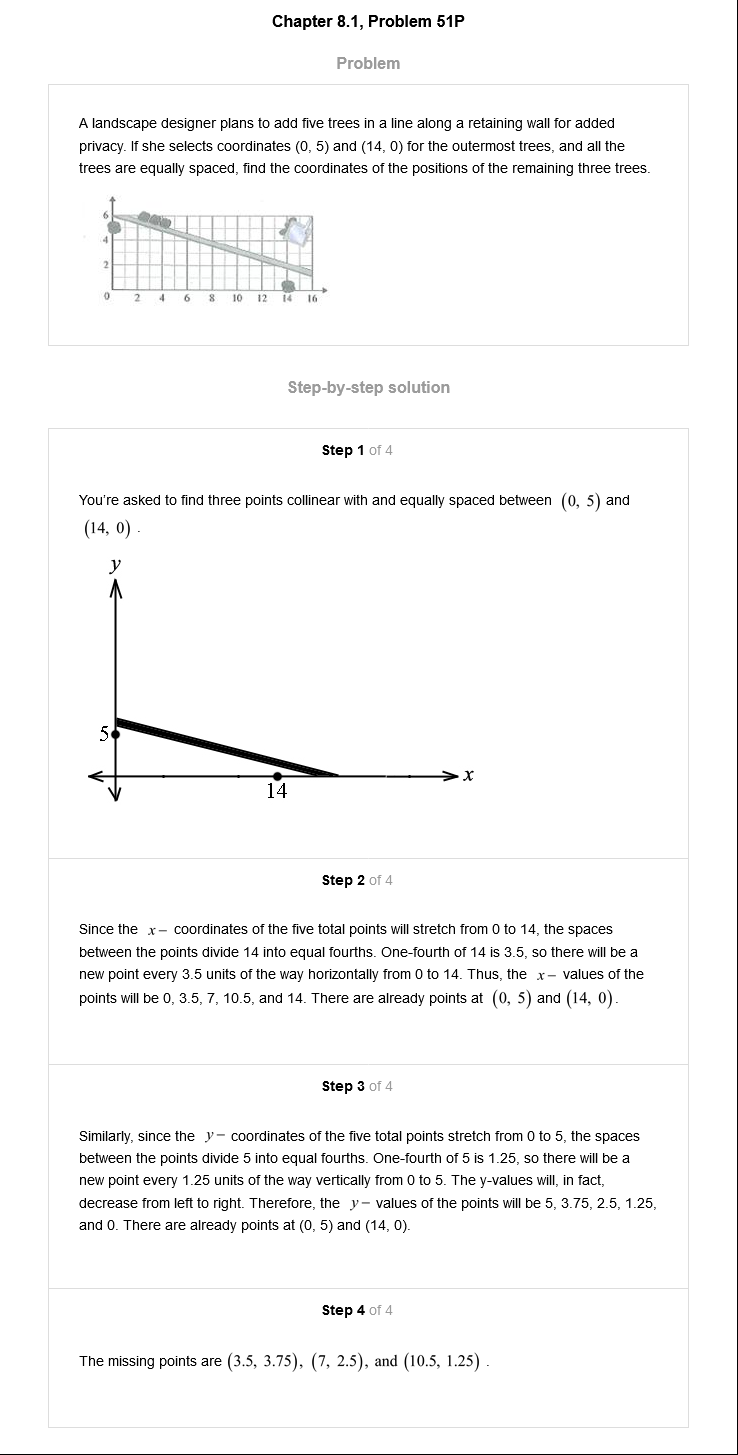 Chapter 8.1, Problem 51P
Problem
A landscape designer plans to add five trees in a line along a retaining wall for added
privacy. If she selects coordinates (0, 5) and (14, 0) for the outermost trees, and all the
trees are equally spaced, find the coordinates of the positions of the remaining three trees.
6
4
2
0 2 4 6 8 10 12 14 16
Step-by-step solution
Step 1 of 4
You're asked to find three points collinear with and equally spaced between (0, 5) and
(14, 0) .
y
5
x
14
Step 2 of 4
Since the x− coordinates of the five total points will stretch from 0 to 14, the spaces
between the points divide 14 into equal fourths. One-fourth of 14 is 3.5, so there will be a
new point every 3.5 units of the way horizontally from 0 to 14. Thus, the x− values of the
points will be 0, 3.5, 7, 10.5, and 14. There are already points at (0, 5) and (14, 0).
Step 3 of 4
Similarly, since the y− coordinates of the five total points stretch from 0 to 5, the spaces
between the points divide 5 into equal fourths. One-fourth of 5 is 1.25, so there will be a
new point every 1.25 units of the way vertically from 0 to 5. The y-values will, in fact,
decrease from left to right. Therefore, the y− values of the points will be 5, 3.75, 2.5, 1.25,
and 0. There are already points at (0, 5) and (14, 0).
Step 4 of 4
The missing points are (3.5, 3.75), (7, 2.5), and (10.5, 1.25) .